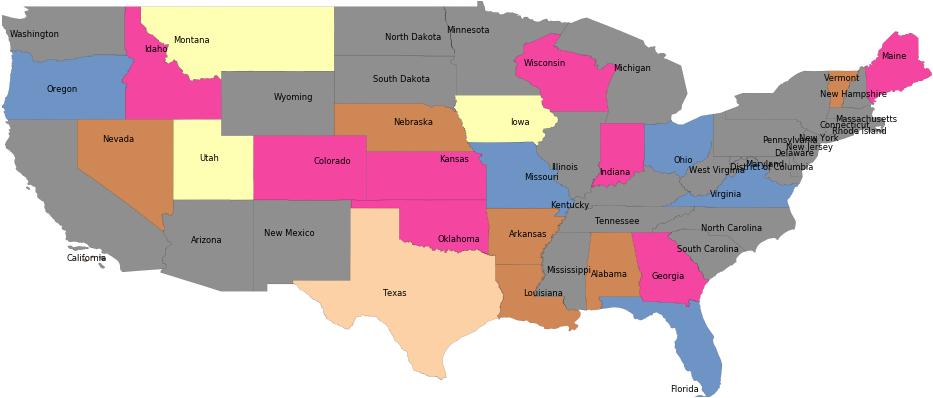 Washington
Idaho
Montana
North Dakota
Minnesota
Wisconsin
Michigan
Maine
Vermont
New Hampshire
Oregon
Wyoming
South Dakota
Massachusetts
Connecticut
Rhode Island
Nevada
Nebraska
Iowa
Pennsylvania
New York
New Jersey
Delaware
Utah
Colorado
Kansas
Illinois
Indiana
Ohio
West Virginia
Maryland
District of Columbia
Missouri
Kentucky
Virginia
California
Arizona
New Mexico
Oklahoma
Arkansas
Tennessee
North Carolina
South Carolina
Texas
Louisiana
Mississippi
Alabama
Georgia
Florida